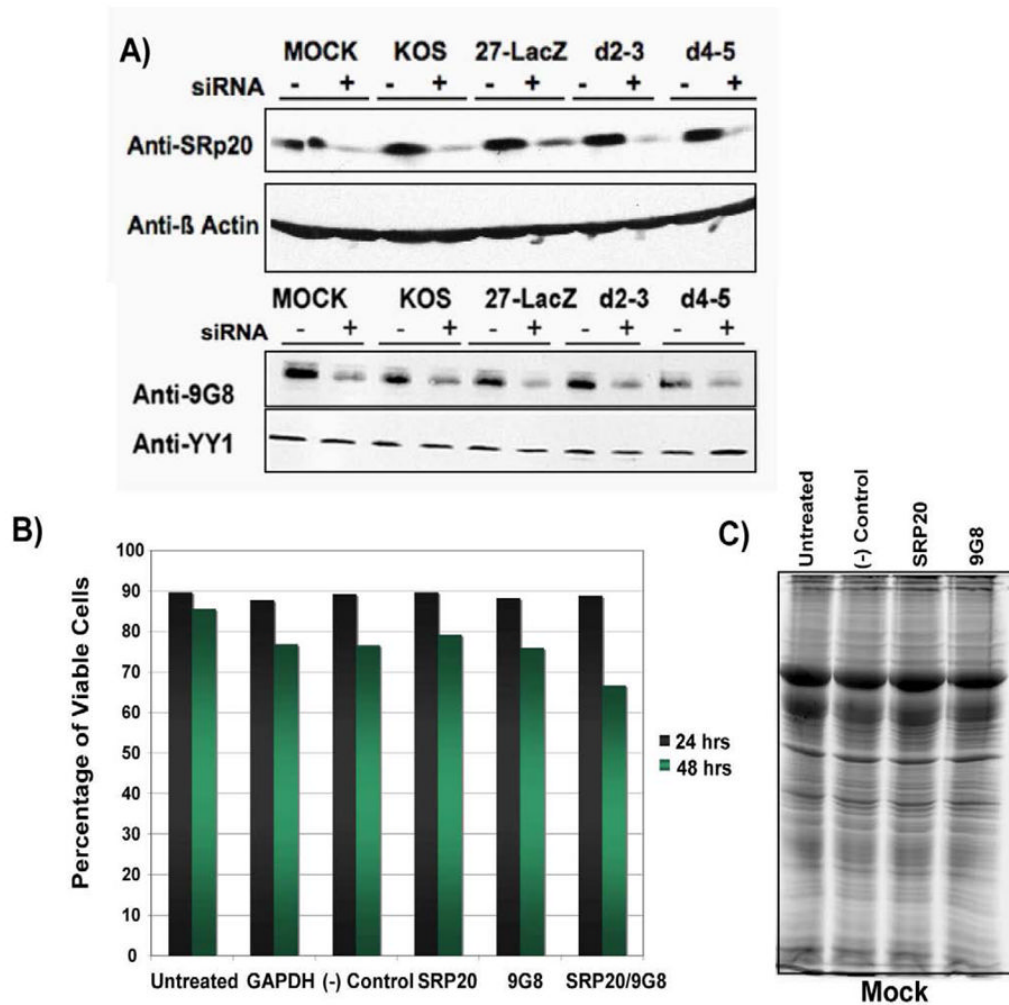 A)
MOCK KOS 27-LacZ d2-3 d4-5
siRNA - + - + - + - + - +
Anti-SRp20
Anti-ß Actin
MOCK KOS 27-LacZ d2-3 d4-5
siRNA - + - + - + - + - +
Anti-9G8
Anti-YY1
B)
Percentage of Viable Cells
100
90
80
70
60
50
40
30
20
10
0
Untreated GAPDH (-) Control SRP20 9G8 SRP20/9G8
24 hrs
48 hrs
C)
Untreated
(-) Control
SRP20
9G8
Mock